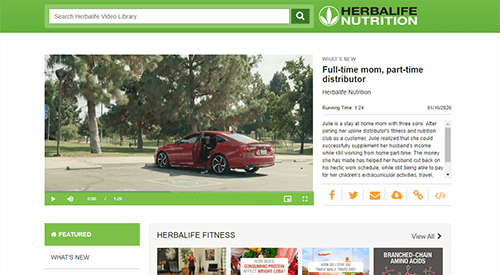 Search Herbalife Video Library
HERBALIFE
NUTRITION
WHAT'S NEW
Full-time mom, part-time
distributor
Herbalife Nutrition
Running Time: 1:24
01/16/2020
Julie is a stay at home mom with three sons. After
joining her upline distributor's fitness and nutrition
club as a customer, Julie realized that she could
successfully supplement her husband's income
while still working from home part-time. The money
she has made has helped her husband cut back on
his hectic work schedule, while still being able to pay
for her children's extracurricular activities, travel,
0:00 / 1:25
FEATURED
WHAT'S NEW
HERBALIFE FITNESS
View All
HOW DOES
CONSUMING PROTEIN
AFFECT WEIGHT LOSS?
HOW DO I STAY ON
TRACK WHILE TRAVELING?
BRANCHED-CHAIN
AMINO ACIDS